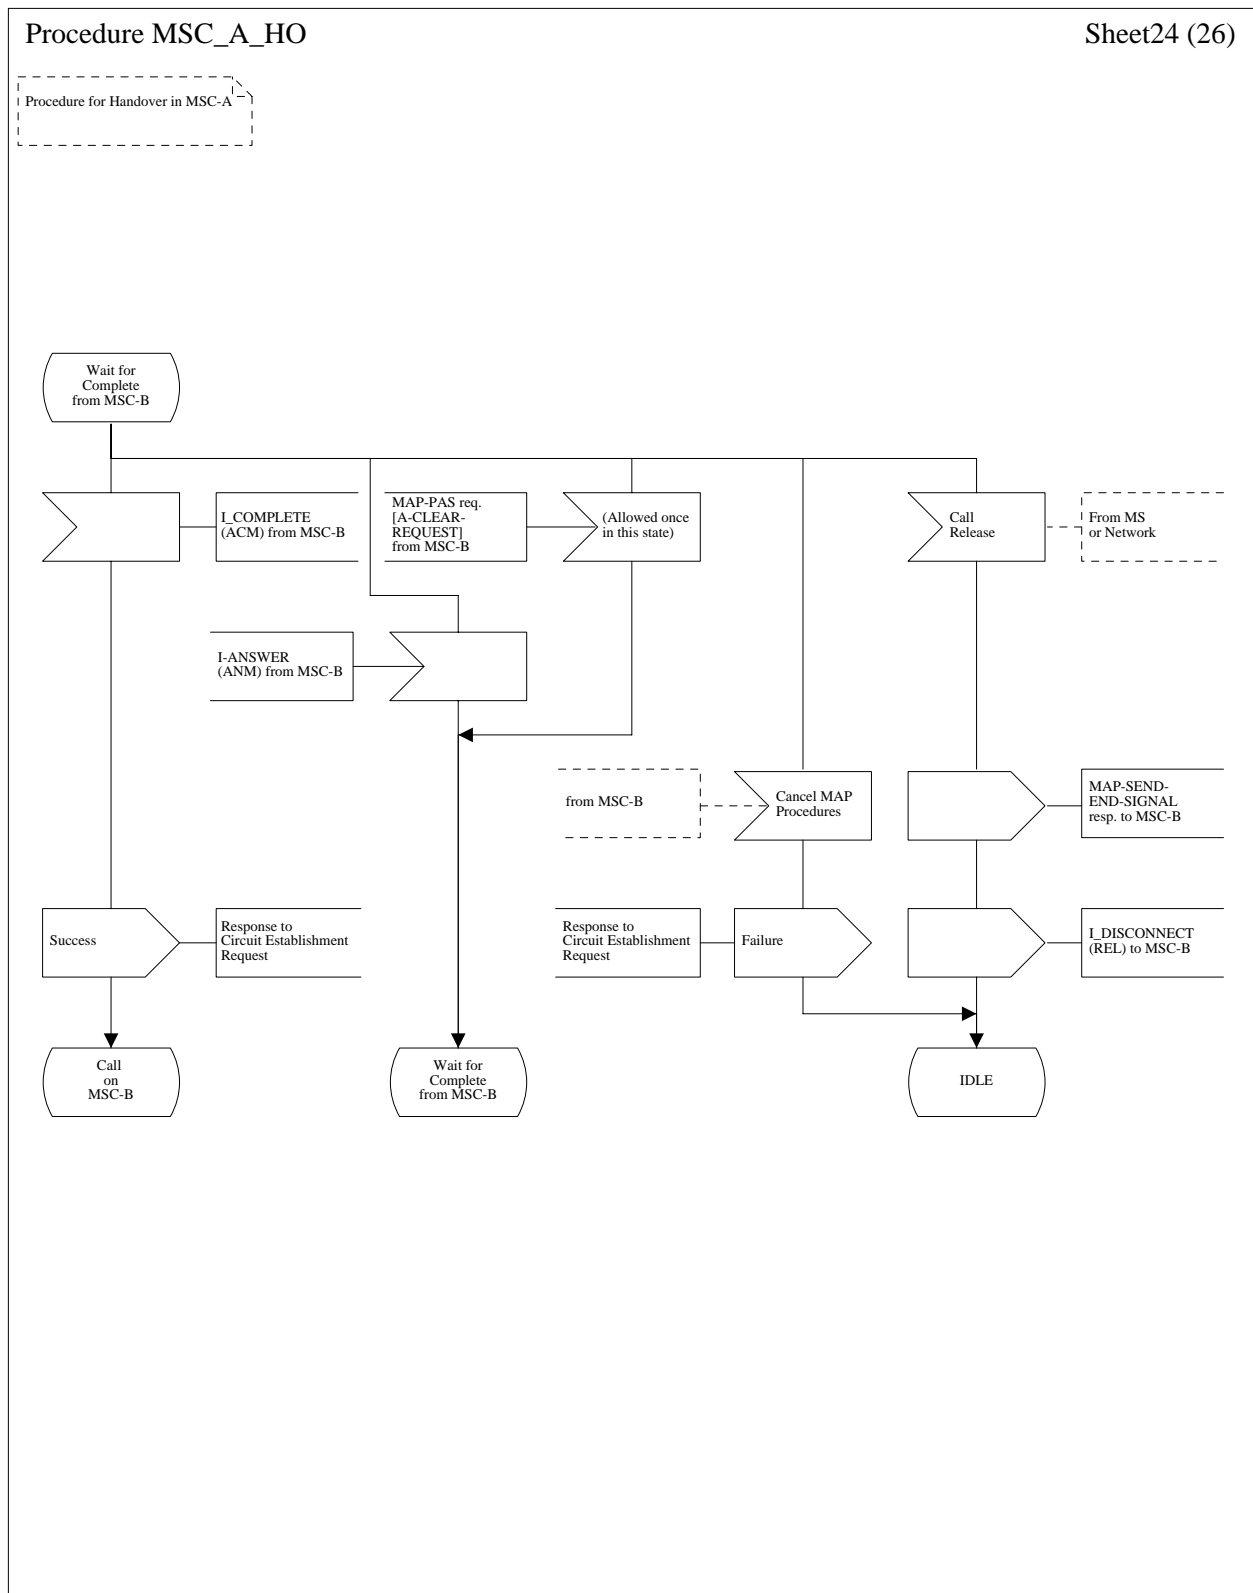 Procedure MSC_A_HO
Sheet24 (26)
Procedure for Handover in MSC-A
Wait for
Complete
from MSC-B
I_COMPLETE
(ACM) from MSC-B
MAP-PAS req.
[A-CLEAR-
REQUEST]
from MSC-B
(Allowed once
in this state)
Call
Release
From MS
or Network
I-ANSWER
(ANM) from MSC-B
from MSC-B
Cancel MAP
Procedures
MAP-SEND-
END-SIGNAL
resp. to MSC-B
Success
Response to
Circuit Establishment
Request
Response to
Circuit Establishment
Request
Failure
I_DISCONNECT
(REL) to MSC-B
Call
on
MSC-B
Wait for
Complete
from MSC-B
IDLE